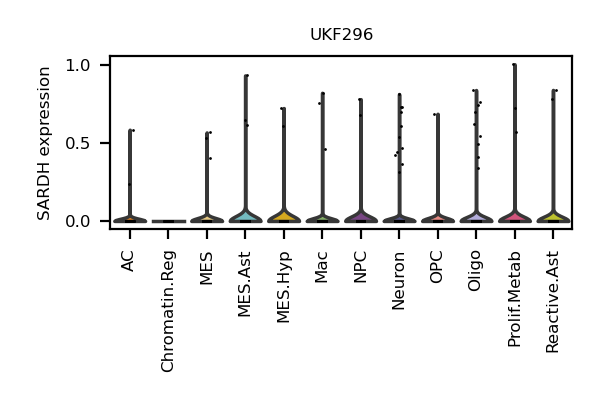 UKF296
SARDH expression
1.0
0.5
0.0
AC
Chromatin.Reg
MES
MES.Ast
MES.Hyp
Mac
NPC
Neuron
OPC
Oligo
Prolif.Metab
Reactive.Ast